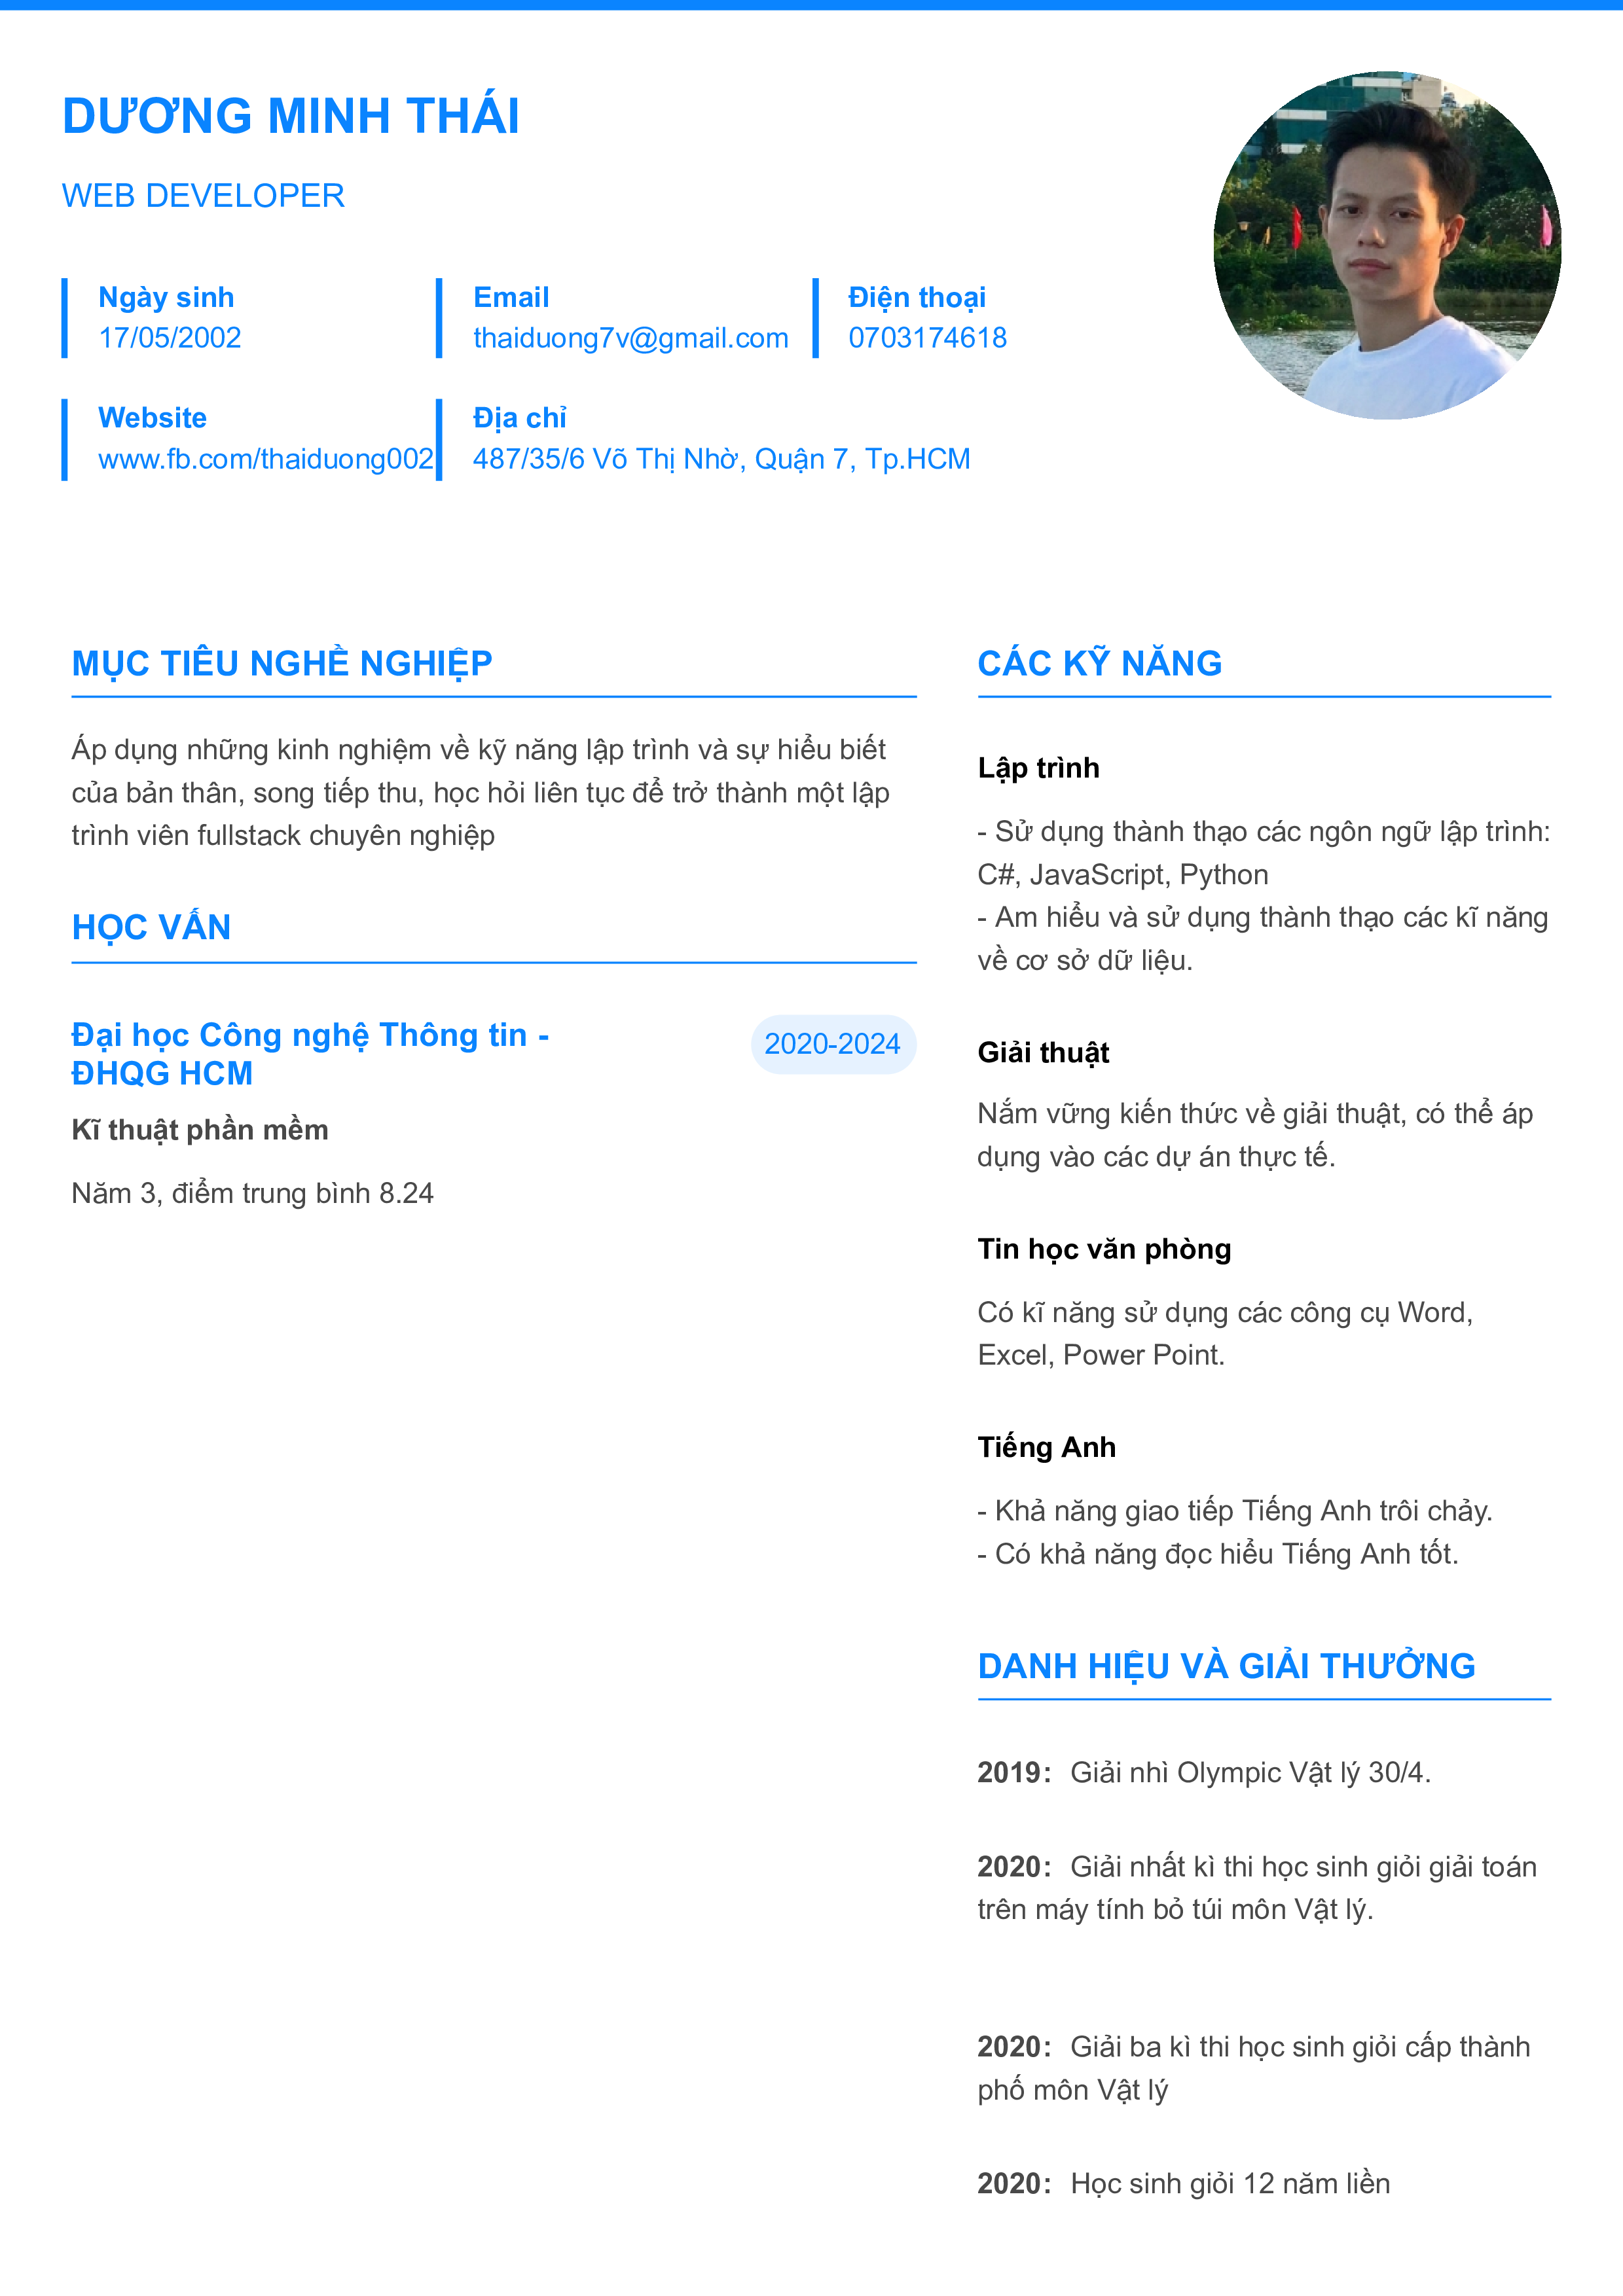 DƯƠNG MINH THÁI
WEB DEVELOPER
Ngày sinh
17/05/2002
Email
thaiduong7v@gmail.com
Điện thoại
0703174618
Website
www.fb.com/thaiduong002
Địa chỉ
487/35/6 Võ Thị Nhờ, Quận 7, Tp.HCM
MỤC TIÊU NGHỀ NGHIỆP
Áp dụng những kinh nghiệm về kỹ năng lập trình và sự hiểu biết
của bản thân, song tiếp thu, học hỏi liên tục để trở thành một lập
trình viên fullstack chuyên nghiệp
HỌC VẤN
Đại học Công nghệ Thông tin -
ĐHQG HCM
2020-2024
Kĩ thuật phần mềm
Năm 3, điểm trung bình 8.24
CÁC KỸ NĂNG
Lập trình
- Sử dụng thành thạo các ngôn ngữ lập trình:
C#, JavaScript, Python
- Am hiểu và sử dụng thành thạo các kĩ năng
về cơ sở dữ liệu.
Giải thuật
Nắm vững kiến thức về giải thuật, có thể áp
dụng vào các dự án thực tế.
Tin học văn phòng
Có kĩ năng sử dụng các công cụ Word,
Excel, Power Point.
Tiếng Anh
- Khả năng giao tiếp Tiếng Anh trôi chảy.
- Có khả năng đọc hiểu Tiếng Anh tốt.
DANH HIỆU VÀ GIẢI THƯỞNG
2019: Giải nhì Olympic Vật lý 30/4.
2020: Giải nhất kì thi học sinh giỏi giải toán
trên máy tính bỏ túi môn Vật lý.
2020: Giải ba kì thi học sinh giỏi cấp thành
phố môn Vật lý
2020: Học sinh giỏi 12 năm liền